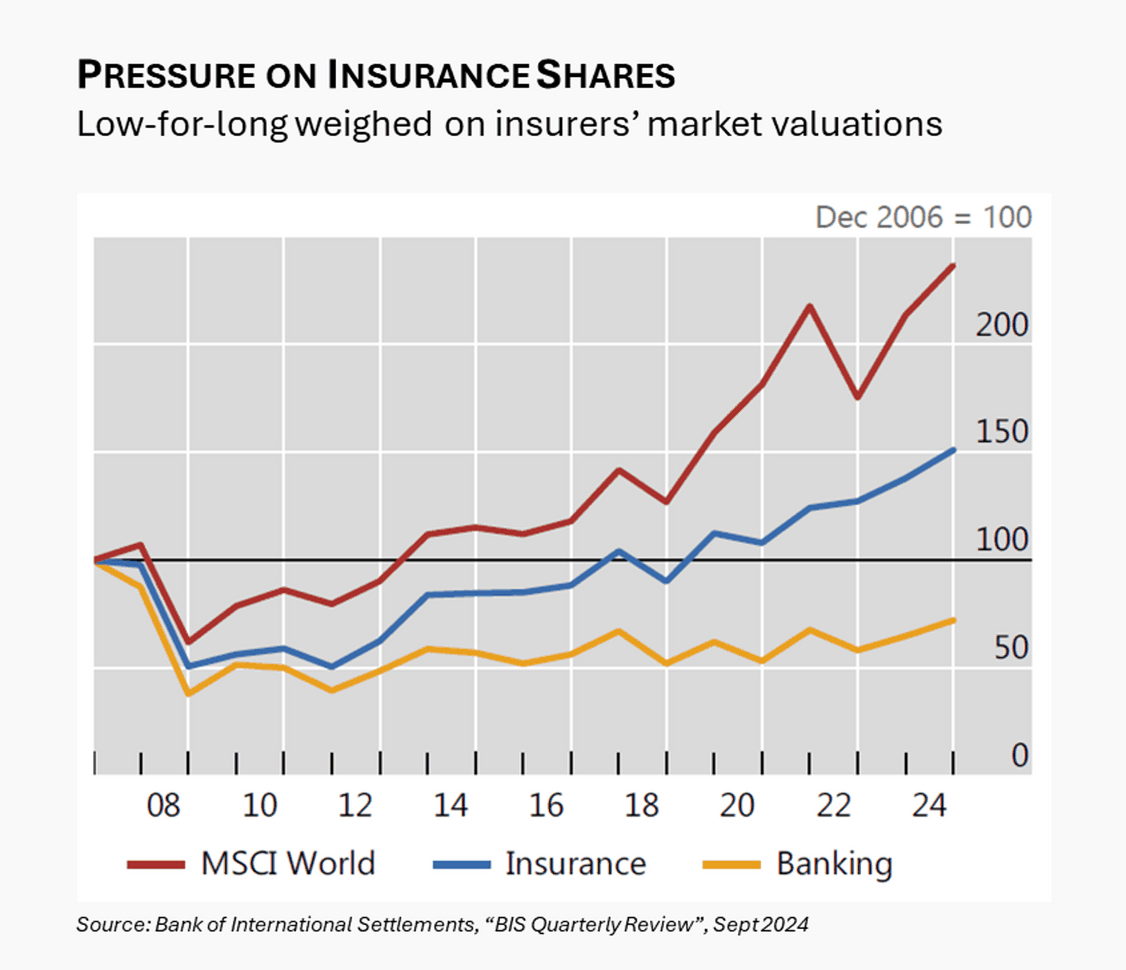 PRESSURE ON INSURANCE SHARES
Low-for-long weighed on insurers’ market valuations
Dec 2006 = 100
200
150
100
50
0
08 10 12 14 16 18 20 22 24
MSCI World Insurance Banking
Source: Bank of International Settlements, “BIS Quarterly Review”, Sept 2024